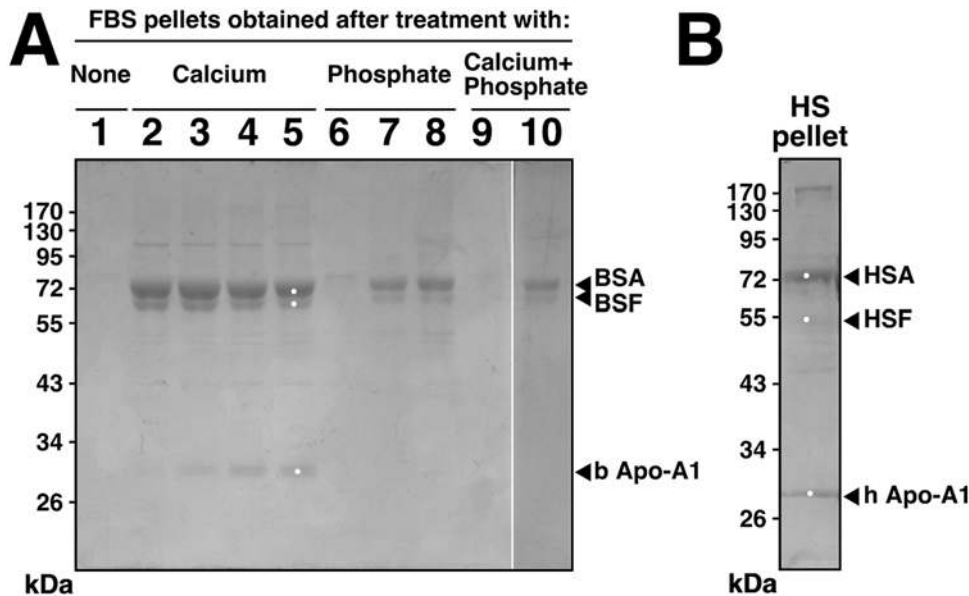 A
FBS pellets obtained after treatment with:
None
Calcium
Phosphate
Calcium+
Phosphate
1 2 3 4 5 6 7 8 9 10
170
130
95
72
55
43
34
26
kDa
BSA
BSF
b Apo-A1
B
HS
pellet
170
130
95
72
55
43
34
26
kDa
HSA
HSF
h Apo-A1